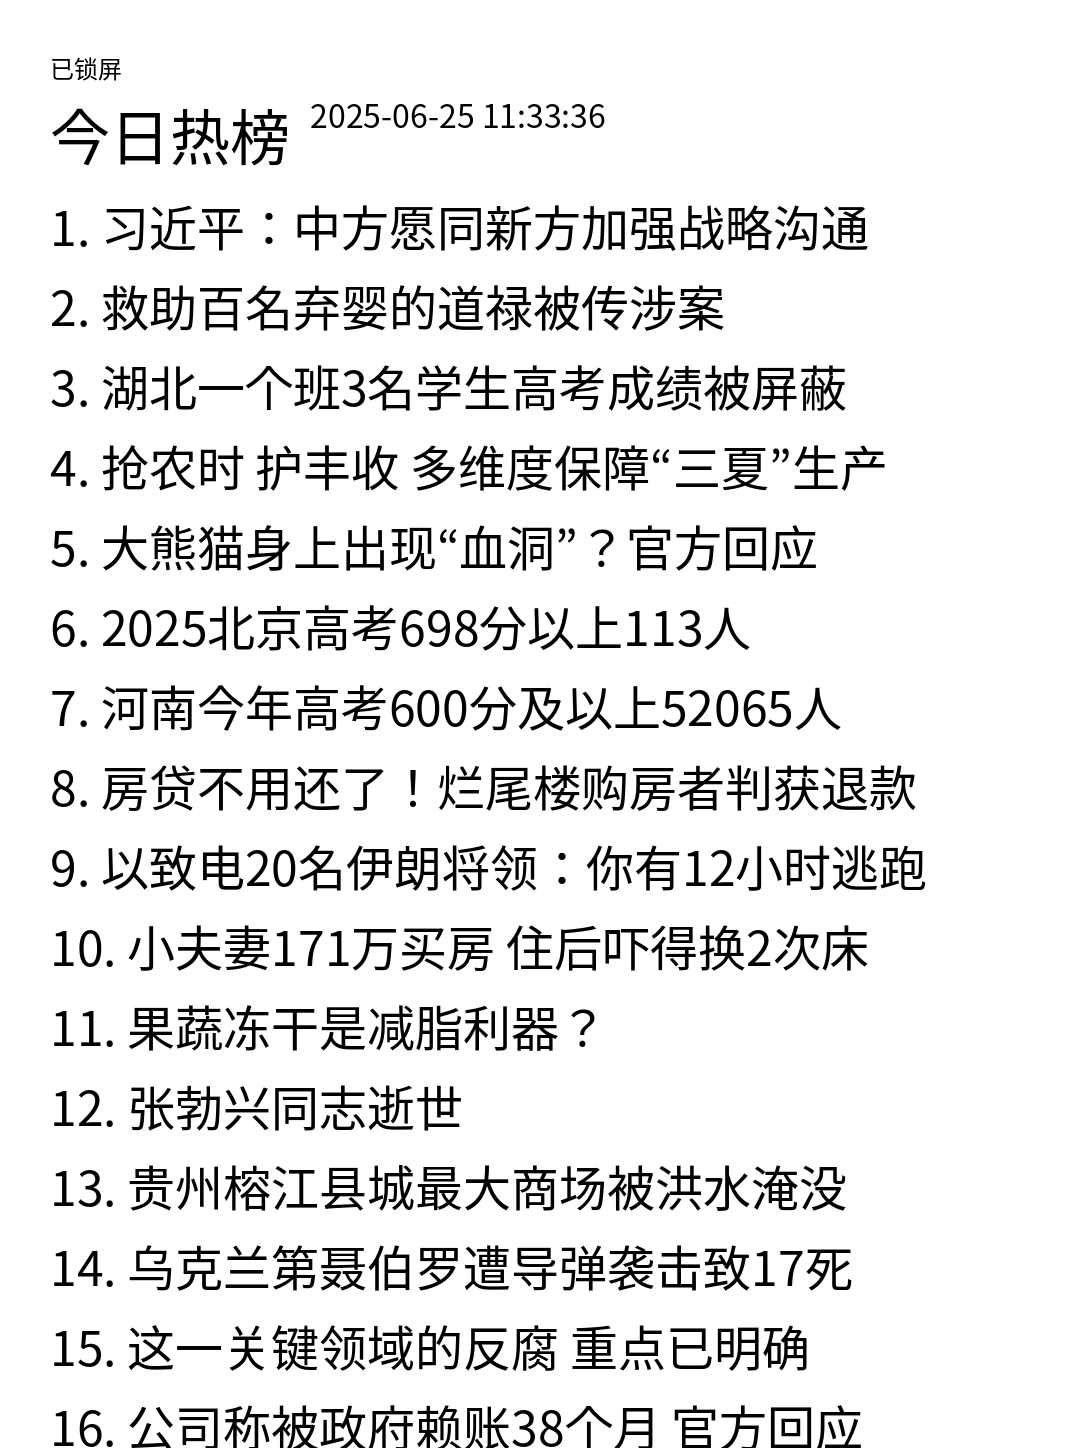 已锁屏
今日热榜 2025-06-25 11:33:36
1. 习近平：中方愿同新方加强战略沟通
2. 救助百名弃婴的道禄被传涉案
3. 湖北一个班3名学生高考成绩被屏蔽
4. 抢农时 护丰收 多维度保障“三夏”生产
5. 大熊猫身上出现“血洞”？官方回应
6. 2025北京高考698分以上113人
7. 河南今年高考600分及以上52065人
8. 房贷不用还了！烂尾楼购房者判获退款
9. 以致电20名伊朗将领：你有12小时逃跑
10. 小夫妻171万买房 住后吓得换2次床
11. 果蔬冻干是减脂利器？
12. 张勃兴同志逝世
13. 贵州榕江县城最大商场被洪水淹没
14. 乌克兰第聂伯罗遭导弹袭击致17死
15. 这一关键领域的反腐 重点已明确
16. 公司称被政府赖账38个月 官方回应